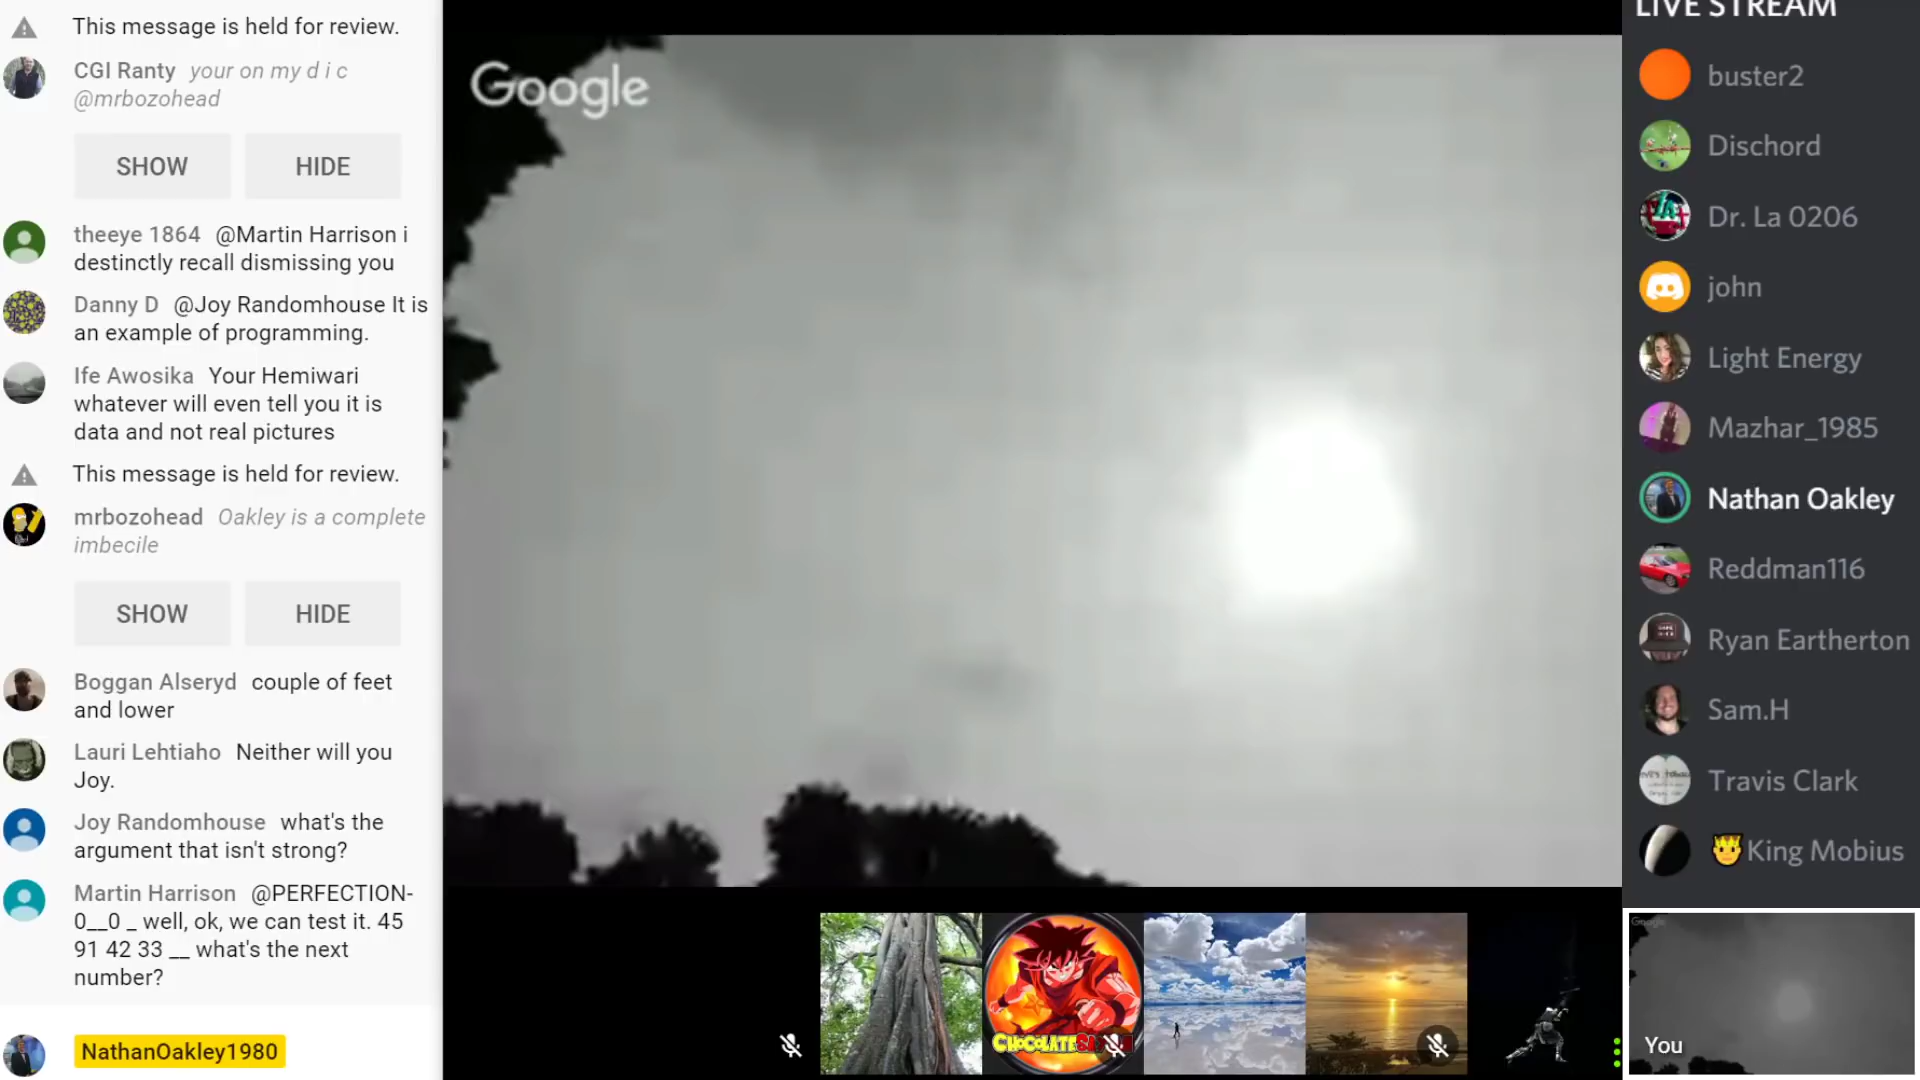 This message is held for review.
CGI Ranty your on my d i c
@mrbozohead
SHOW HIDE
theeye 1864 @Martin Harrison i
destinctly recall dismissing you
Danny D @Joy Randomhouse It is
an example of programming.
Ife Awosika Your Hemiwari
whatever will even tell you it is
data and not real pictures
This message is held for review.
mrbozohead Oakley is a complete
imbecile
SHOW HIDE
Boggan Alseryd couple of feet
and lower
Lauri Lehtiaho Neither will you
Joy.
Joy Randomhouse what's the
argument that isn't strong?
Martin Harrison @PERFECTION-
0__0 _ well, ok, we can test it. 45
91 42 33 __ what's the next
number?
NathanOakley1980
Google
LIVE STREAM
buster2
Dischord
Dr. La 0206
john
Light Energy
Mazhar_1985
Nathan Oakley
Reddman116
Ryan Eartherton
Sam.H
Travis Clark
King Mobius
Google
You